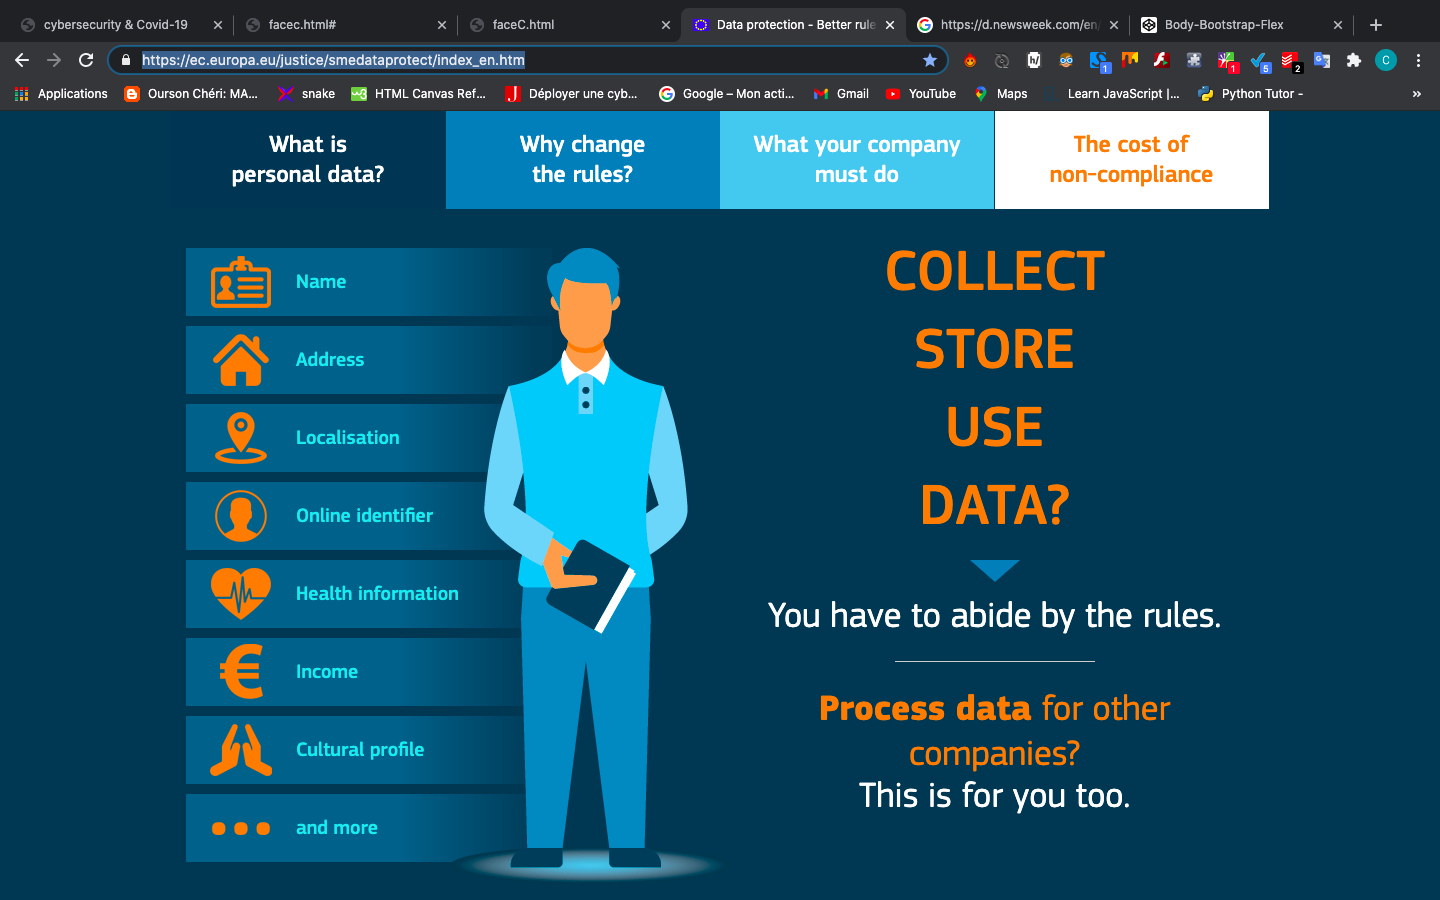 cybersecurity & Covid-19
facec.html#
faceC.html
Data protection - Better rule
https://d.newsweek.com/en/
Body-Bootstrap-Flex
https://ec.europa.eu/justice/smedataprotect/index_en.htm
1
1
5
2
C
Applications
Ourson Chéri: MA...
snake
HTML Canvas Ref...
Déployer une cyb...
Google – Mon acti...
Gmail
YouTube
Maps
Learn JavaScript |...
Python Tutor -
»
What is
personal data?
Why change
the rules?
What your company
must do
The cost of
non-compliance
Name
Address
Localisation
Online identifier
Health information
Income
Cultural profile
and more
COLLECT
STORE
USE
DATA?
You have to abide by the rules.
Process data for other
companies?
This is for you too.